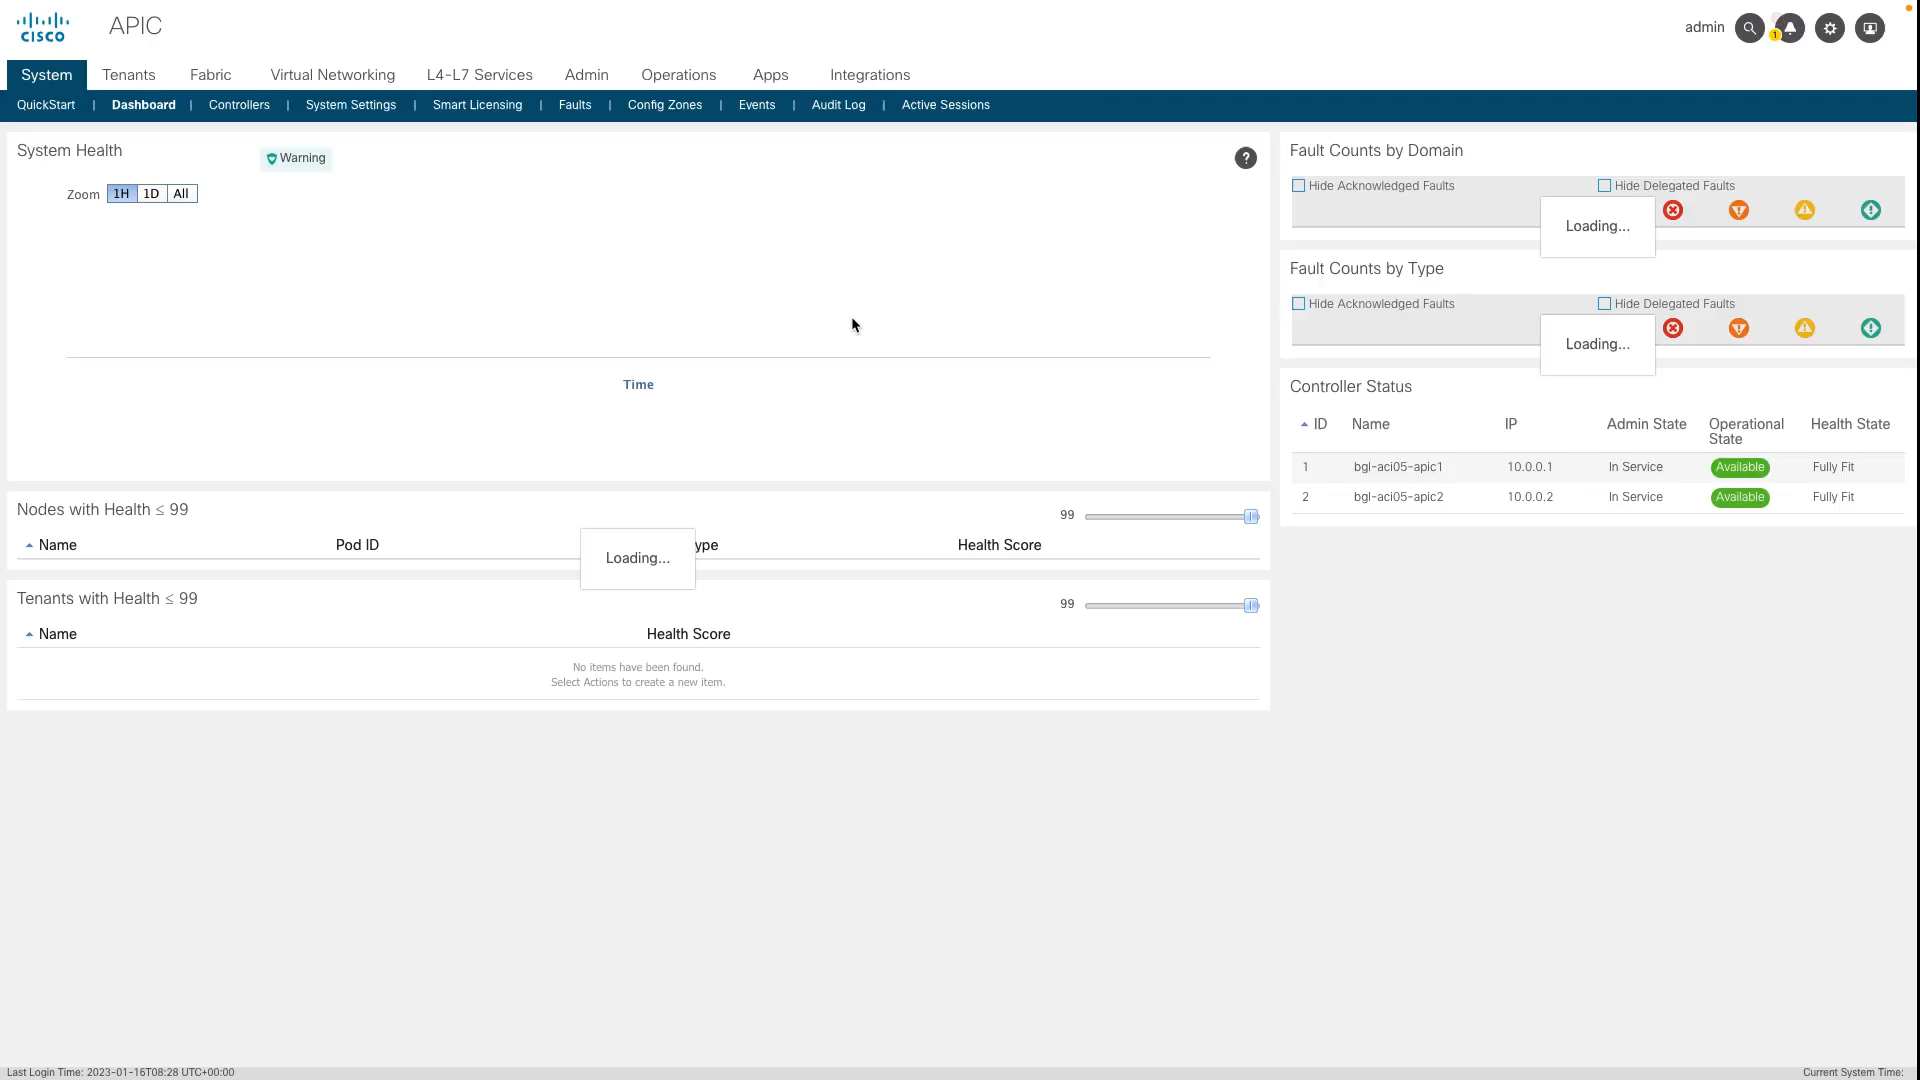 CISCO
APIC
admin
1
System Tenants Fabric Virtual Networking L4-L7 Services Admin Operations Apps Integrations
QuickStart | Dashboard | Controllers | System Settings | Smart Licensing | Faults | Config Zones | Events | Audit Log | Active Sessions
System Health
Warning
?
Zoom 1H 1D All
Time
Nodes with Health ≤ 99
99
Name Pod ID ype Health Score
Loading...
Tenants with Health ≤ 99
99
Name Health Score
No items have been found.
Select Actions to create a new item.
Fault Counts by Domain
Hide Acknowledged Faults Hide Delegated Faults
Loading...
Fault Counts by Type
Hide Acknowledged Faults Hide Delegated Faults
Loading...
Controller Status
ID Name IP Admin State Operational State Health State
1 bgl-aci05-apic1 10.0.0.1 In Service Available Fully Fit
2 bgl-aci05-apic2 10.0.0.2 In Service Available Fully Fit
Last Login Time: 2023-01-16T08:28 UTC+00:00
Current System Time: